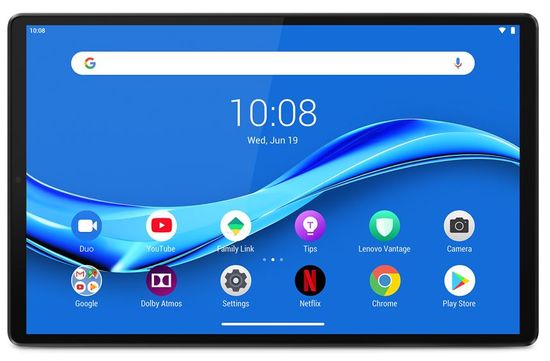 10:08
10:08
Wed, Jun 19
Duo YouTube Family Link Tips Lenovo Vantage Camera
Google Dolby Atmos Settings Netflix Chrome Play Store